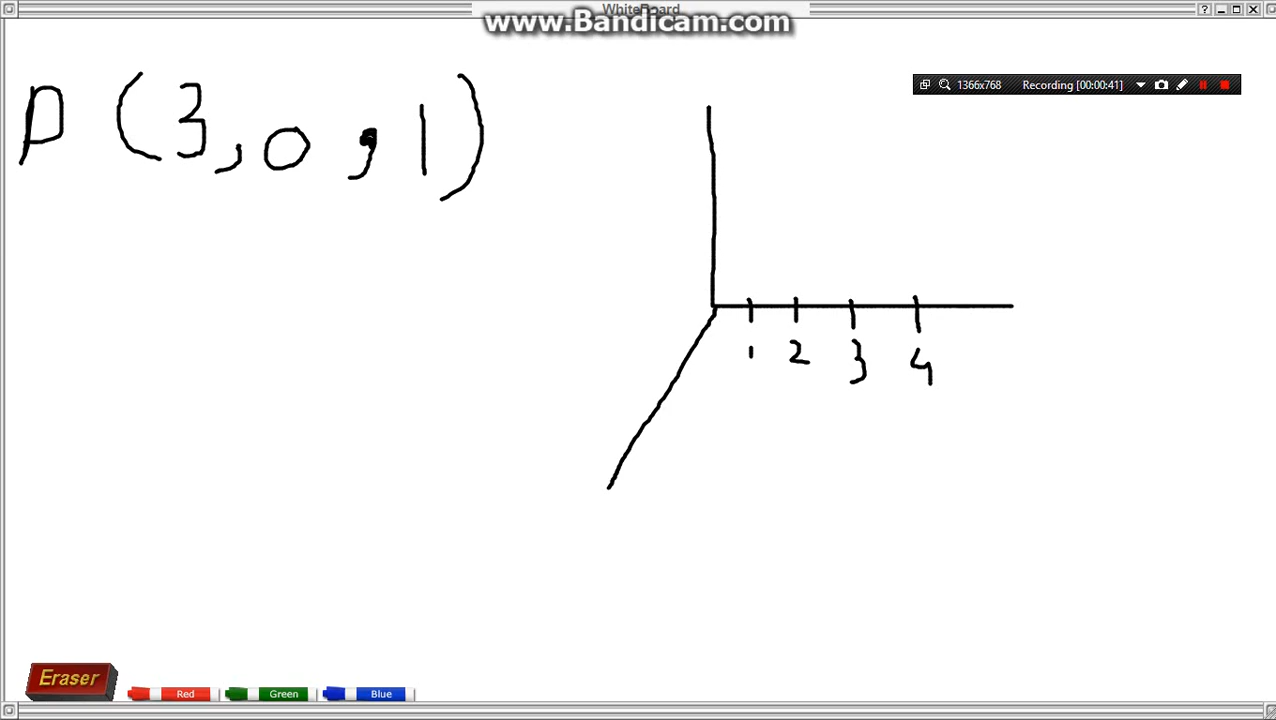 WhiteBoard
www.Bandicam.com
1366x768 Recording [00:00:41]
P (3,0,1)
1 2 3 4
Eraser Red Green Blue